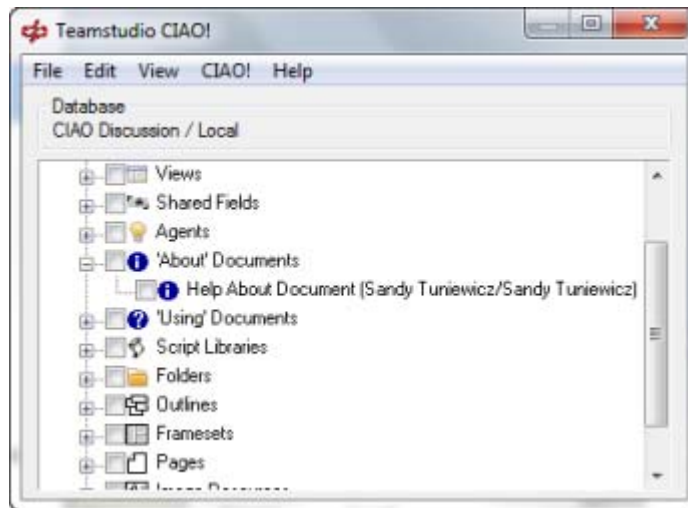 Teamstudio CIAO!
File Edit View CIAO! Help
Database
CIAO Discussion / Local
Views
Shared Fields
Agents
'About' Documents
Help About Document (Sandy Tuniewicz/Sandy Tuniewicz)
'Using' Documents
Script Libraries
Folders
Outlines
Framesets
Pages